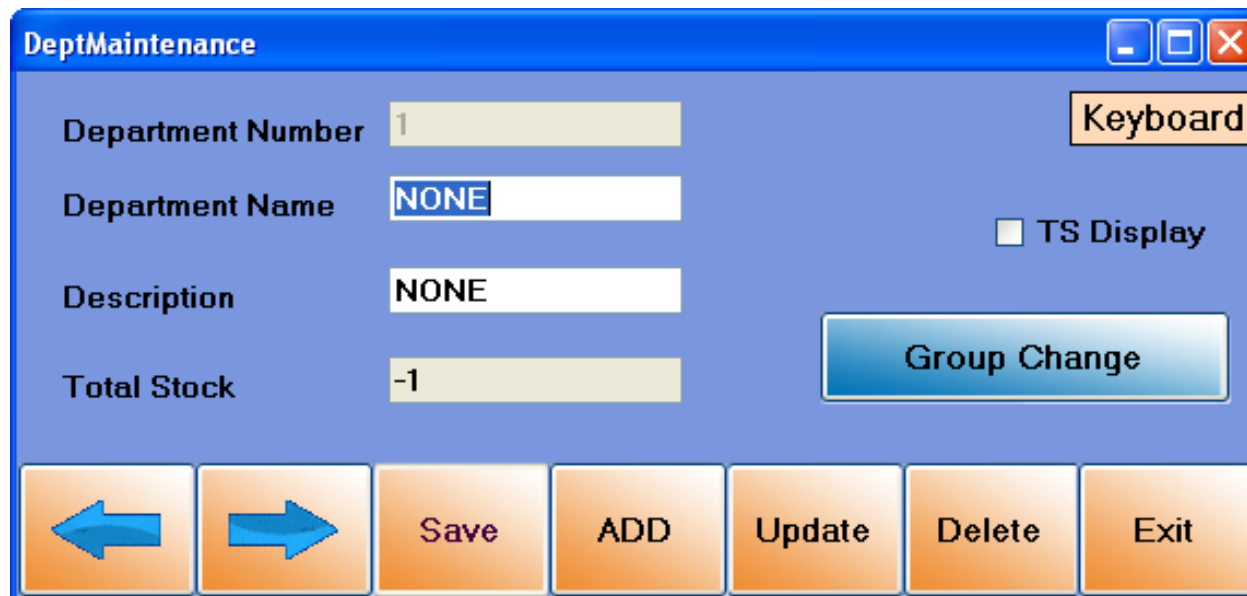 DeptMaintenance
Keyboard
Department Number 1
Department Name NONE
TS Display
Description NONE
Group Change
Total Stock -1
Save ADD Update Delete Exit